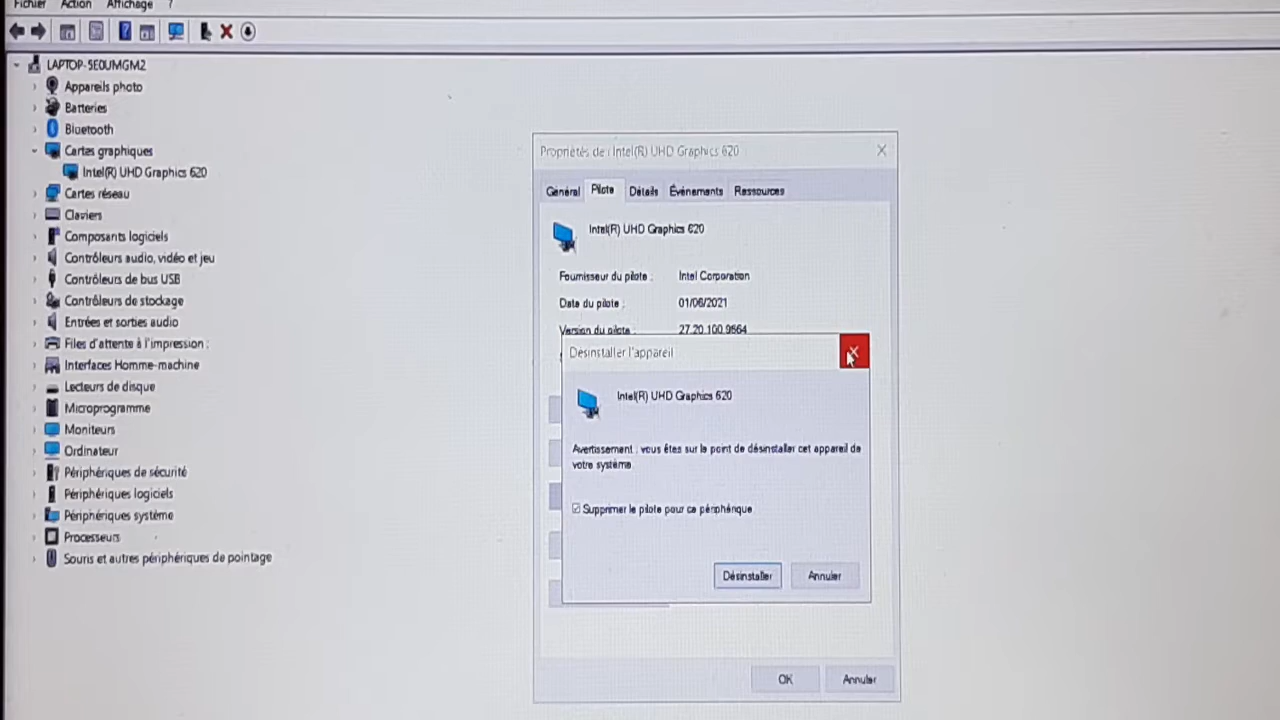 Fichier Action Affichage ?
LAPTOP-5E0UMGM2
Appareils photo
Batteries
Bluetooth
Cartes graphiques
Intel(R) UHD Graphics 620
Cartes réseau
Claviers
Composants logiciels
Contrôleurs audio, vidéo et jeu
Contrôleurs de bus USB
Contrôleurs de stockage
Entrées et sorties audio
Files d'attente à l'impression :
Interfaces Homme-machine
Lecteurs de disque
Microprogramme
Moniteurs
Ordinateur
Périphériques de sécurité
Périphériques logiciels
Périphériques système
Processeurs
Souris et autres périphériques de pointage
Propriétés de : Intel(R) UHD Graphics 620
Général Pilote Détails Événements Ressources
Intel(R) UHD Graphics 620
Fournisseur du pilote : Intel Corporation
Date du pilote : 01/06/2021
Version du pilote : 27.20.100.9664
Désinstaller l'appareil
Intel(R) UHD Graphics 620
Avertissement : vous êtes sur le point de désinstaller cet appareil de
votre système.
Supprimer le pilote pour ce périphérique.
Désinstaller Annuler
OK Annuler